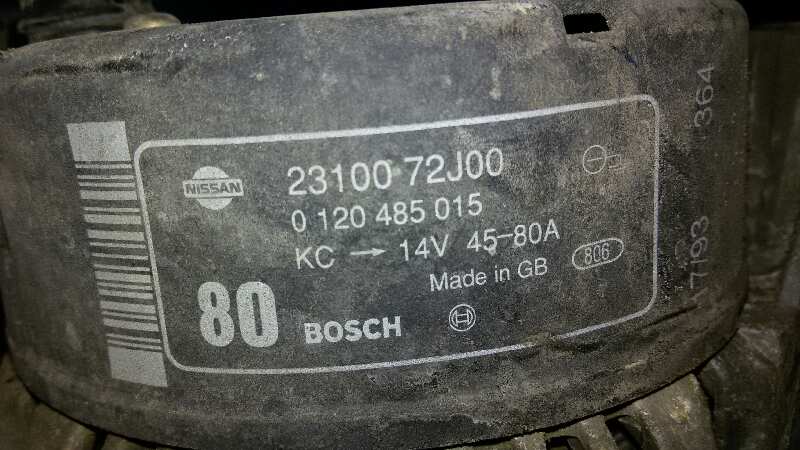 NISSAN
23100 72J00
0 120 485 015
KC → 14V 45-80A
Made in GB
806
80 BOSCH
364